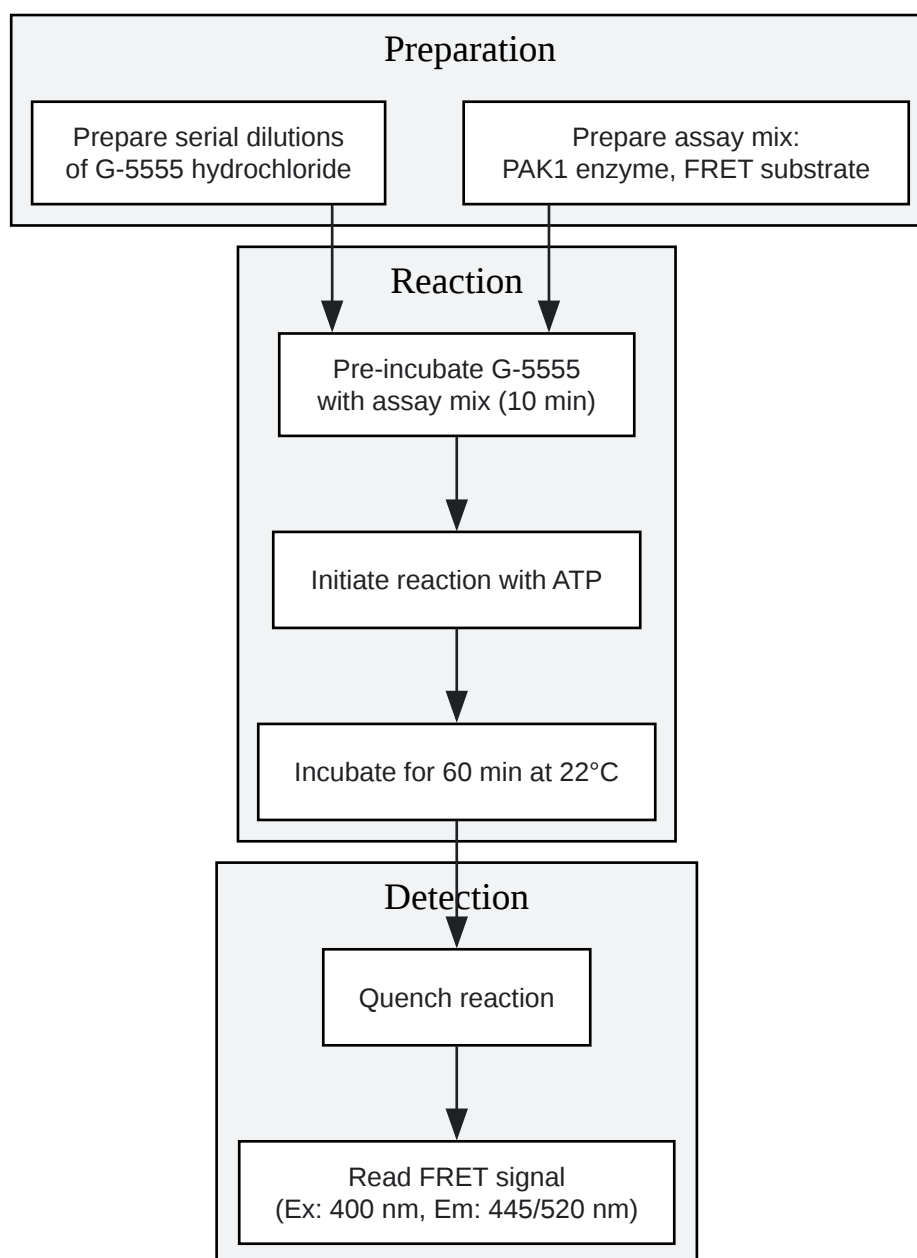 Preparation
Prepare serial dilutions
of G-5555 hydrochloride
Prepare assay mix:
PAK1 enzyme, FRET substrate
Reaction
Pre-incubate G-5555
with assay mix (10 min)
Initiate reaction with ATP
Incubate for 60 min at 22°C
Detection
Quench reaction
Read FRET signal
(Ex: 400 nm, Em: 445/520 nm)